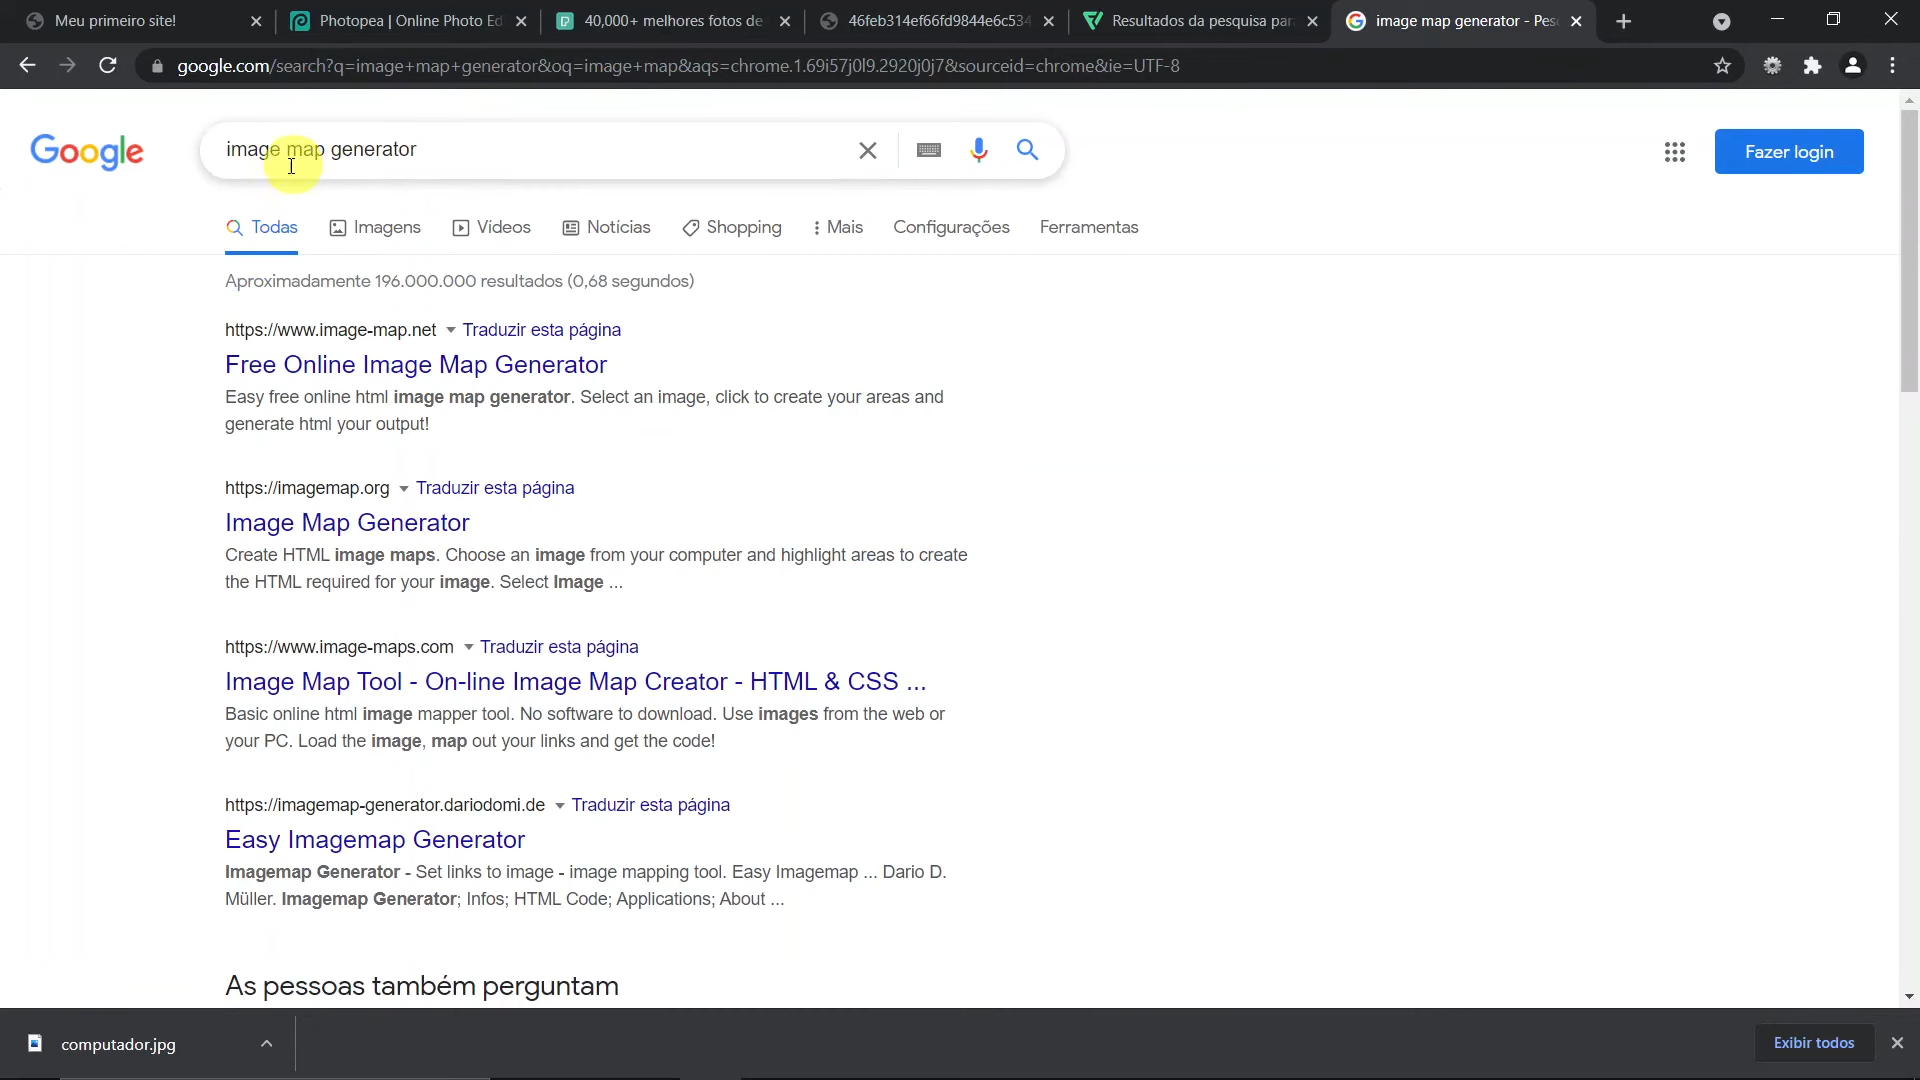 Meu primeiro site!
Photopea | Online Photo Ed
40,000+ melhores fotos de
46feb314ef66fd9844e6c534
Resultados da pesquisa par
image map generator - Pes
google.com/search?q=image+map+generator&oq=image+map&aqs=chrome.1.69i57j0l9.2920j0j7&sourceid=chrome&ie=UTF-8
Google
image map generator
Fazer login
Todas
Imagens
Vídeos
Notícias
Shopping
Mais
Configurações
Ferramentas
Aproximadamente 196.000.000 resultados (0,68 segundos)
https://www.image-map.net Traduzir esta página
Free Online Image Map Generator
Easy free online html image map generator. Select an image, click to create your areas and
generate html your output!
https://imagemap.org Traduzir esta página
Image Map Generator
Create HTML image maps. Choose an image from your computer and highlight areas to create
the HTML required for your image. Select Image ...
https://www.image-maps.com Traduzir esta página
Image Map Tool - On-line Image Map Creator - HTML & CSS ...
Basic online html image mapper tool. No software to download. Use images from the web or
your PC. Load the image, map out your links and get the code!
https://imagemap-generator.dariodomi.de Traduzir esta página
Easy Imagemap Generator
Imagemap Generator - Set links to image - image mapping tool. Easy Imagemap ... Dario D.
Müller. Imagemap Generator; Infos; HTML Code; Applications; About ...
As pessoas também perguntam
computador.jpg
Exibir todos